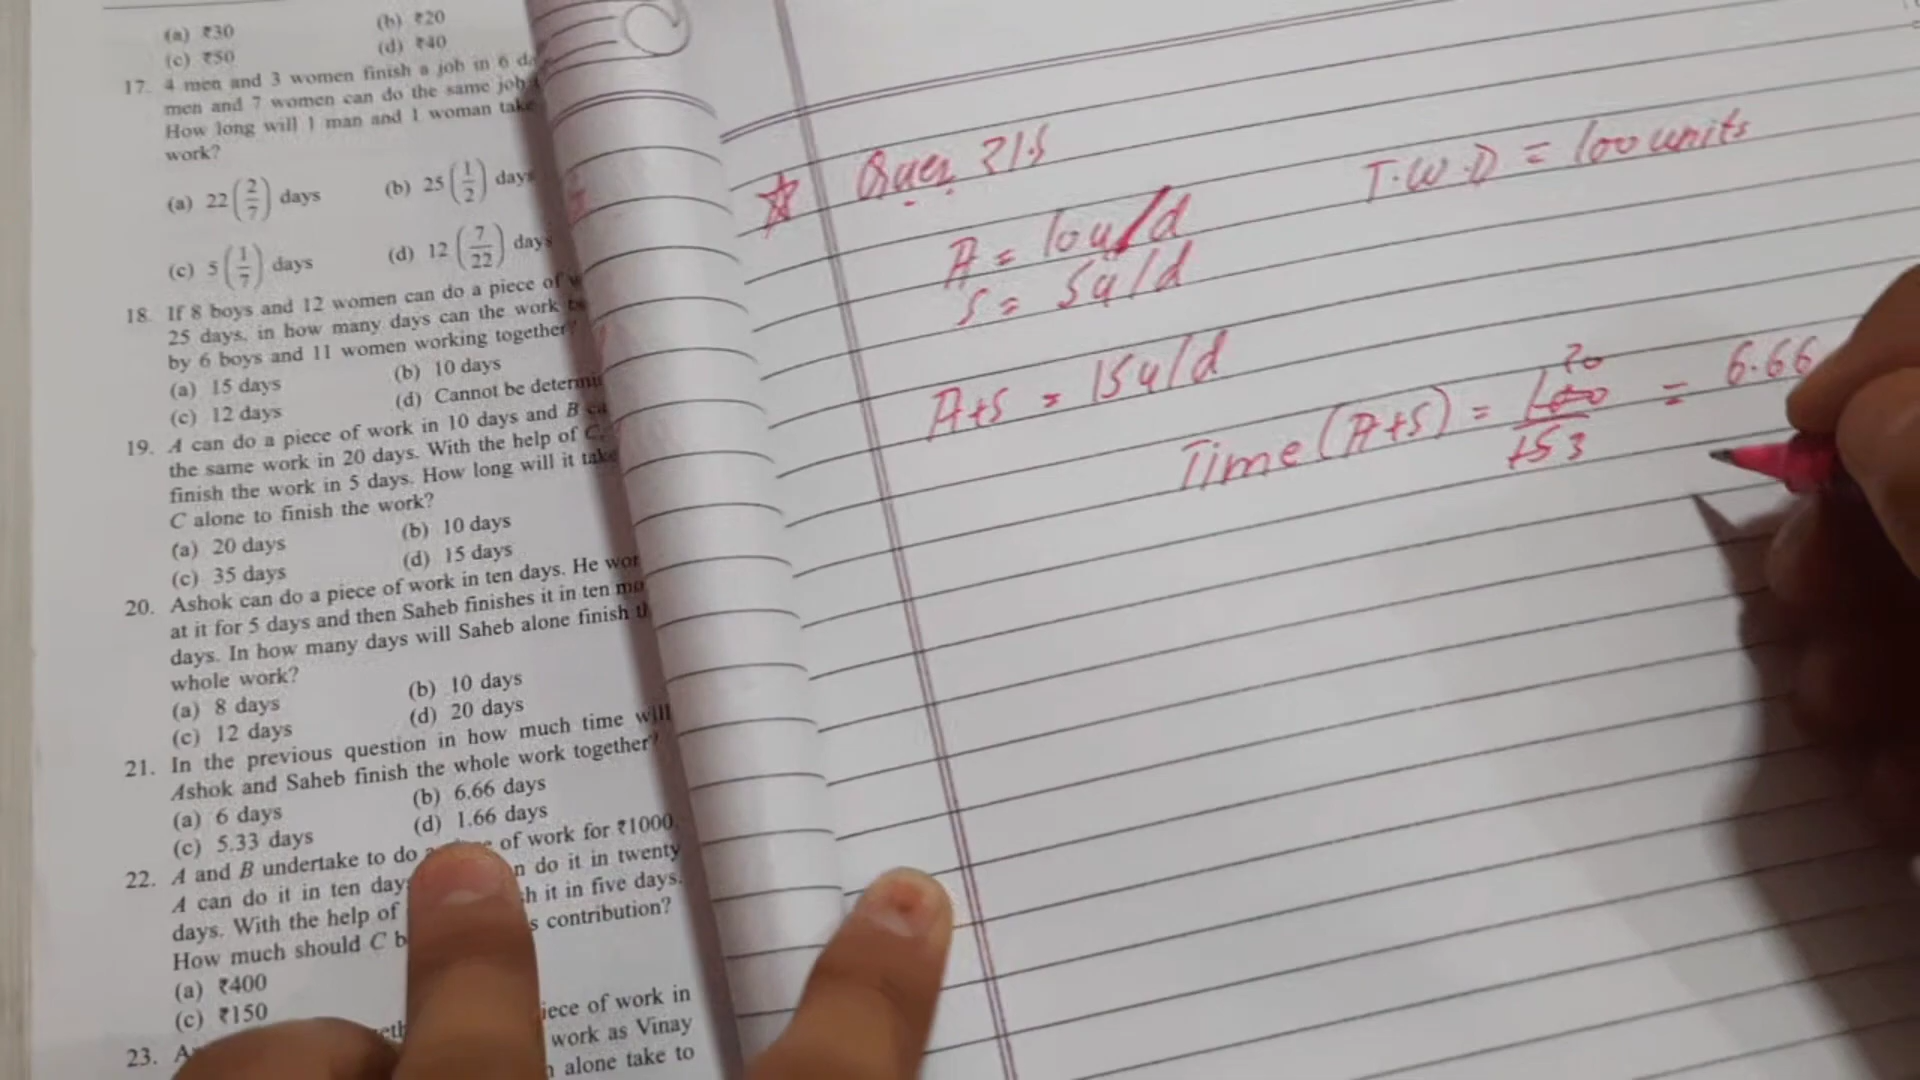 (a) ₹30 (b) ₹20
(c) ₹50 (d) ₹40
17. 4 men and 3 women finish a job in 6
men and 7 women can do the same job
How long will 1 man and 1 woman take
work?
(a) 22 (2/7) days (b) 25 (1/2) days
(c) 5 (1/7) days (d) 12 (7/22) days
18. If 8 boys and 12 women can do a piece of
25 days, in how many days can the work
by 6 boys and 11 women working together?
(a) 15 days (b) 10 days
(c) 12 days (d) Cannot be
19. A can do a piece of work in 10 days and B
the same work in 20 days. With the help of C
finish the work in 5 days. How long will it take
C alone to finish the work?
(a) 20 days (b) 10 days
(c) 35 days (d) 15 days
20. Ashok can do a piece of work in ten days. He
at it for 5 days and then Saheb finishes it in ten
days. In how many days will Saheb alone finish
whole work?
(a) 8 days (b) 10 days
(c) 12 days (d) 20 days
21. In the previous question in how much time will
Ashok and Saheb finish the whole work together?
(a) 6 days (b) 6.66 days
(c) 5.33 days (d) 1.66 days
22. A and B undertake to do of work for ₹1000.
A can do it in ten do it in twenty
days. With the help of it in five days.
How much should C contribution?
(a) ₹400
(c) ₹150
23. of work in
work as Vinay
alone take to
Ques 21.s
T.W.D = 100 units
A = 10u/d
S = 5u/d
A+S = 15u/d
Time (A+S) = 100/15 20/3 = 6.66